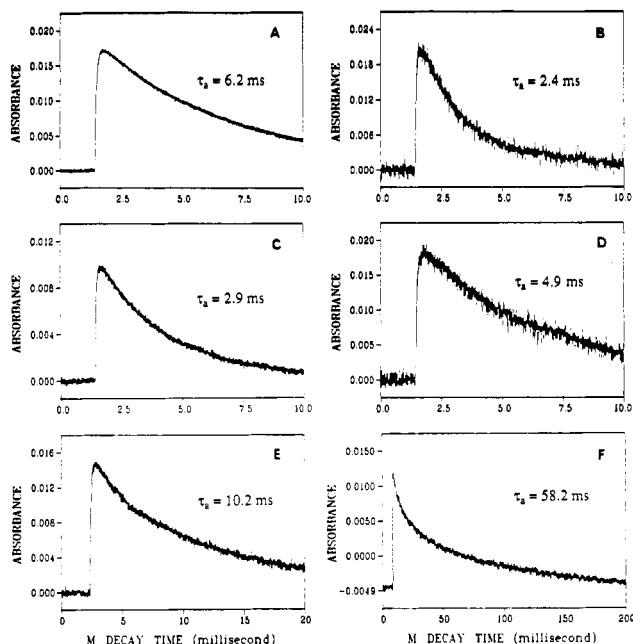 A
ABSORBANCE
0.020
0.015
0.010
0.005
0.000
τa = 6.2 ms
0.0 2.5 5.0 7.5 10.0
B
ABSORBANCE
0.024
0.018
0.012
0.006
0.000
τa = 2.4 ms
0.0 2.5 5.0 7.5 10.0
C
ABSORBANCE
0.012
0.008
0.004
0.000
τa = 2.9 ms
0.0 2.5 5.0 7.5 10.0
D
ABSORBANCE
0.020
0.015
0.010
0.005
0.000
τa = 4.9 ms
0.0 2.5 5.0 7.5 10.0
E
ABSORBANCE
0.016
0.012
0.008
0.004
0.000
τa = 10.2 ms
0 5 10 15 20
M DECAY TIME (millisecond)
F
ABSORBANCE
0.0150
0.0100
0.0050
0.0000
-0.0049
τa = 58.2 ms
0 50 100 150 200
M DECAY TIME (millisecond)